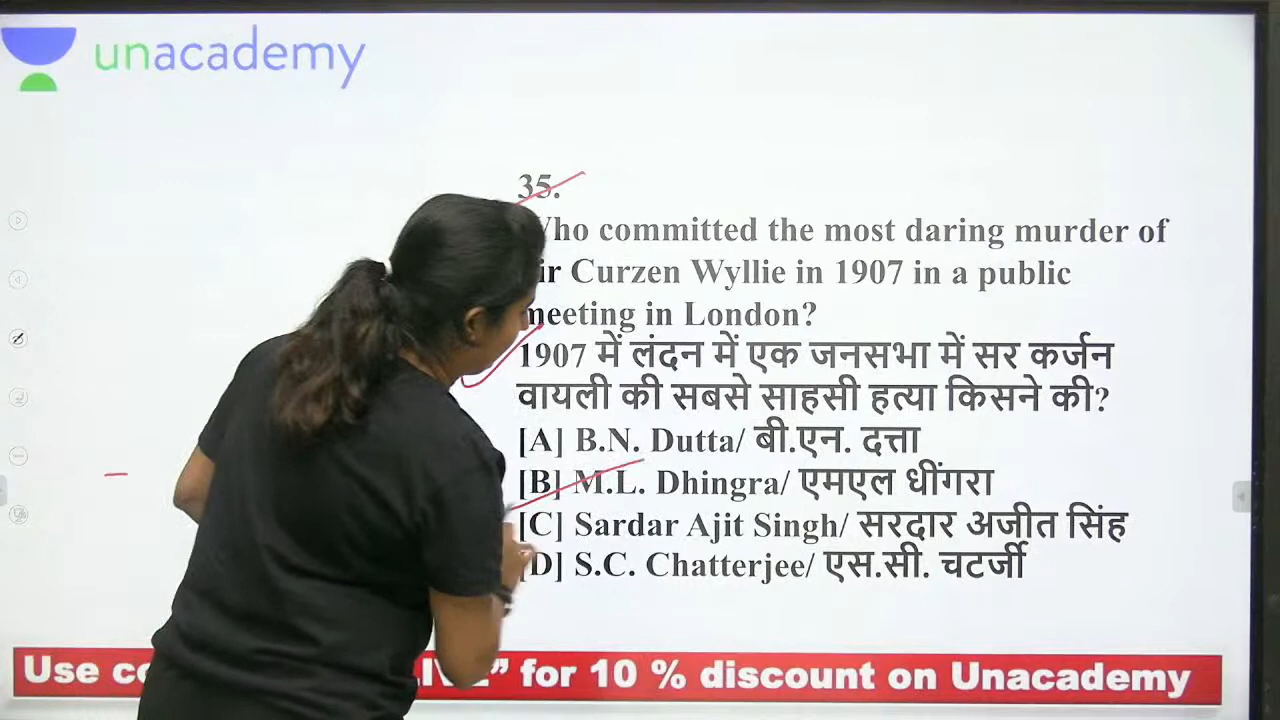 unacademy
35.
Who committed the most daring murder of
Sir Curzen Wyllie in 1907 in a public
meeting in London?
1907 में लंदन में एक जनसभा में सर कर्जन
वायली की सबसे साहसी हत्या किसने की?
[A] B.N. Dutta/ बी.एन. दत्ता
[B] M.L. Dhingra/ एमएल धींगरा
[C] Sardar Ajit Singh/ सरदार अजीत सिंह
[D] S.C. Chatterjee/ एस.सी. चटर्जी
Use for 10 % discount on Unacademy